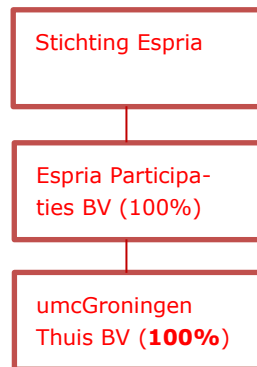 Stichting Espria
Espria Participa-
ties BV (100%)
umcGroningen
Thuis BV (100%)